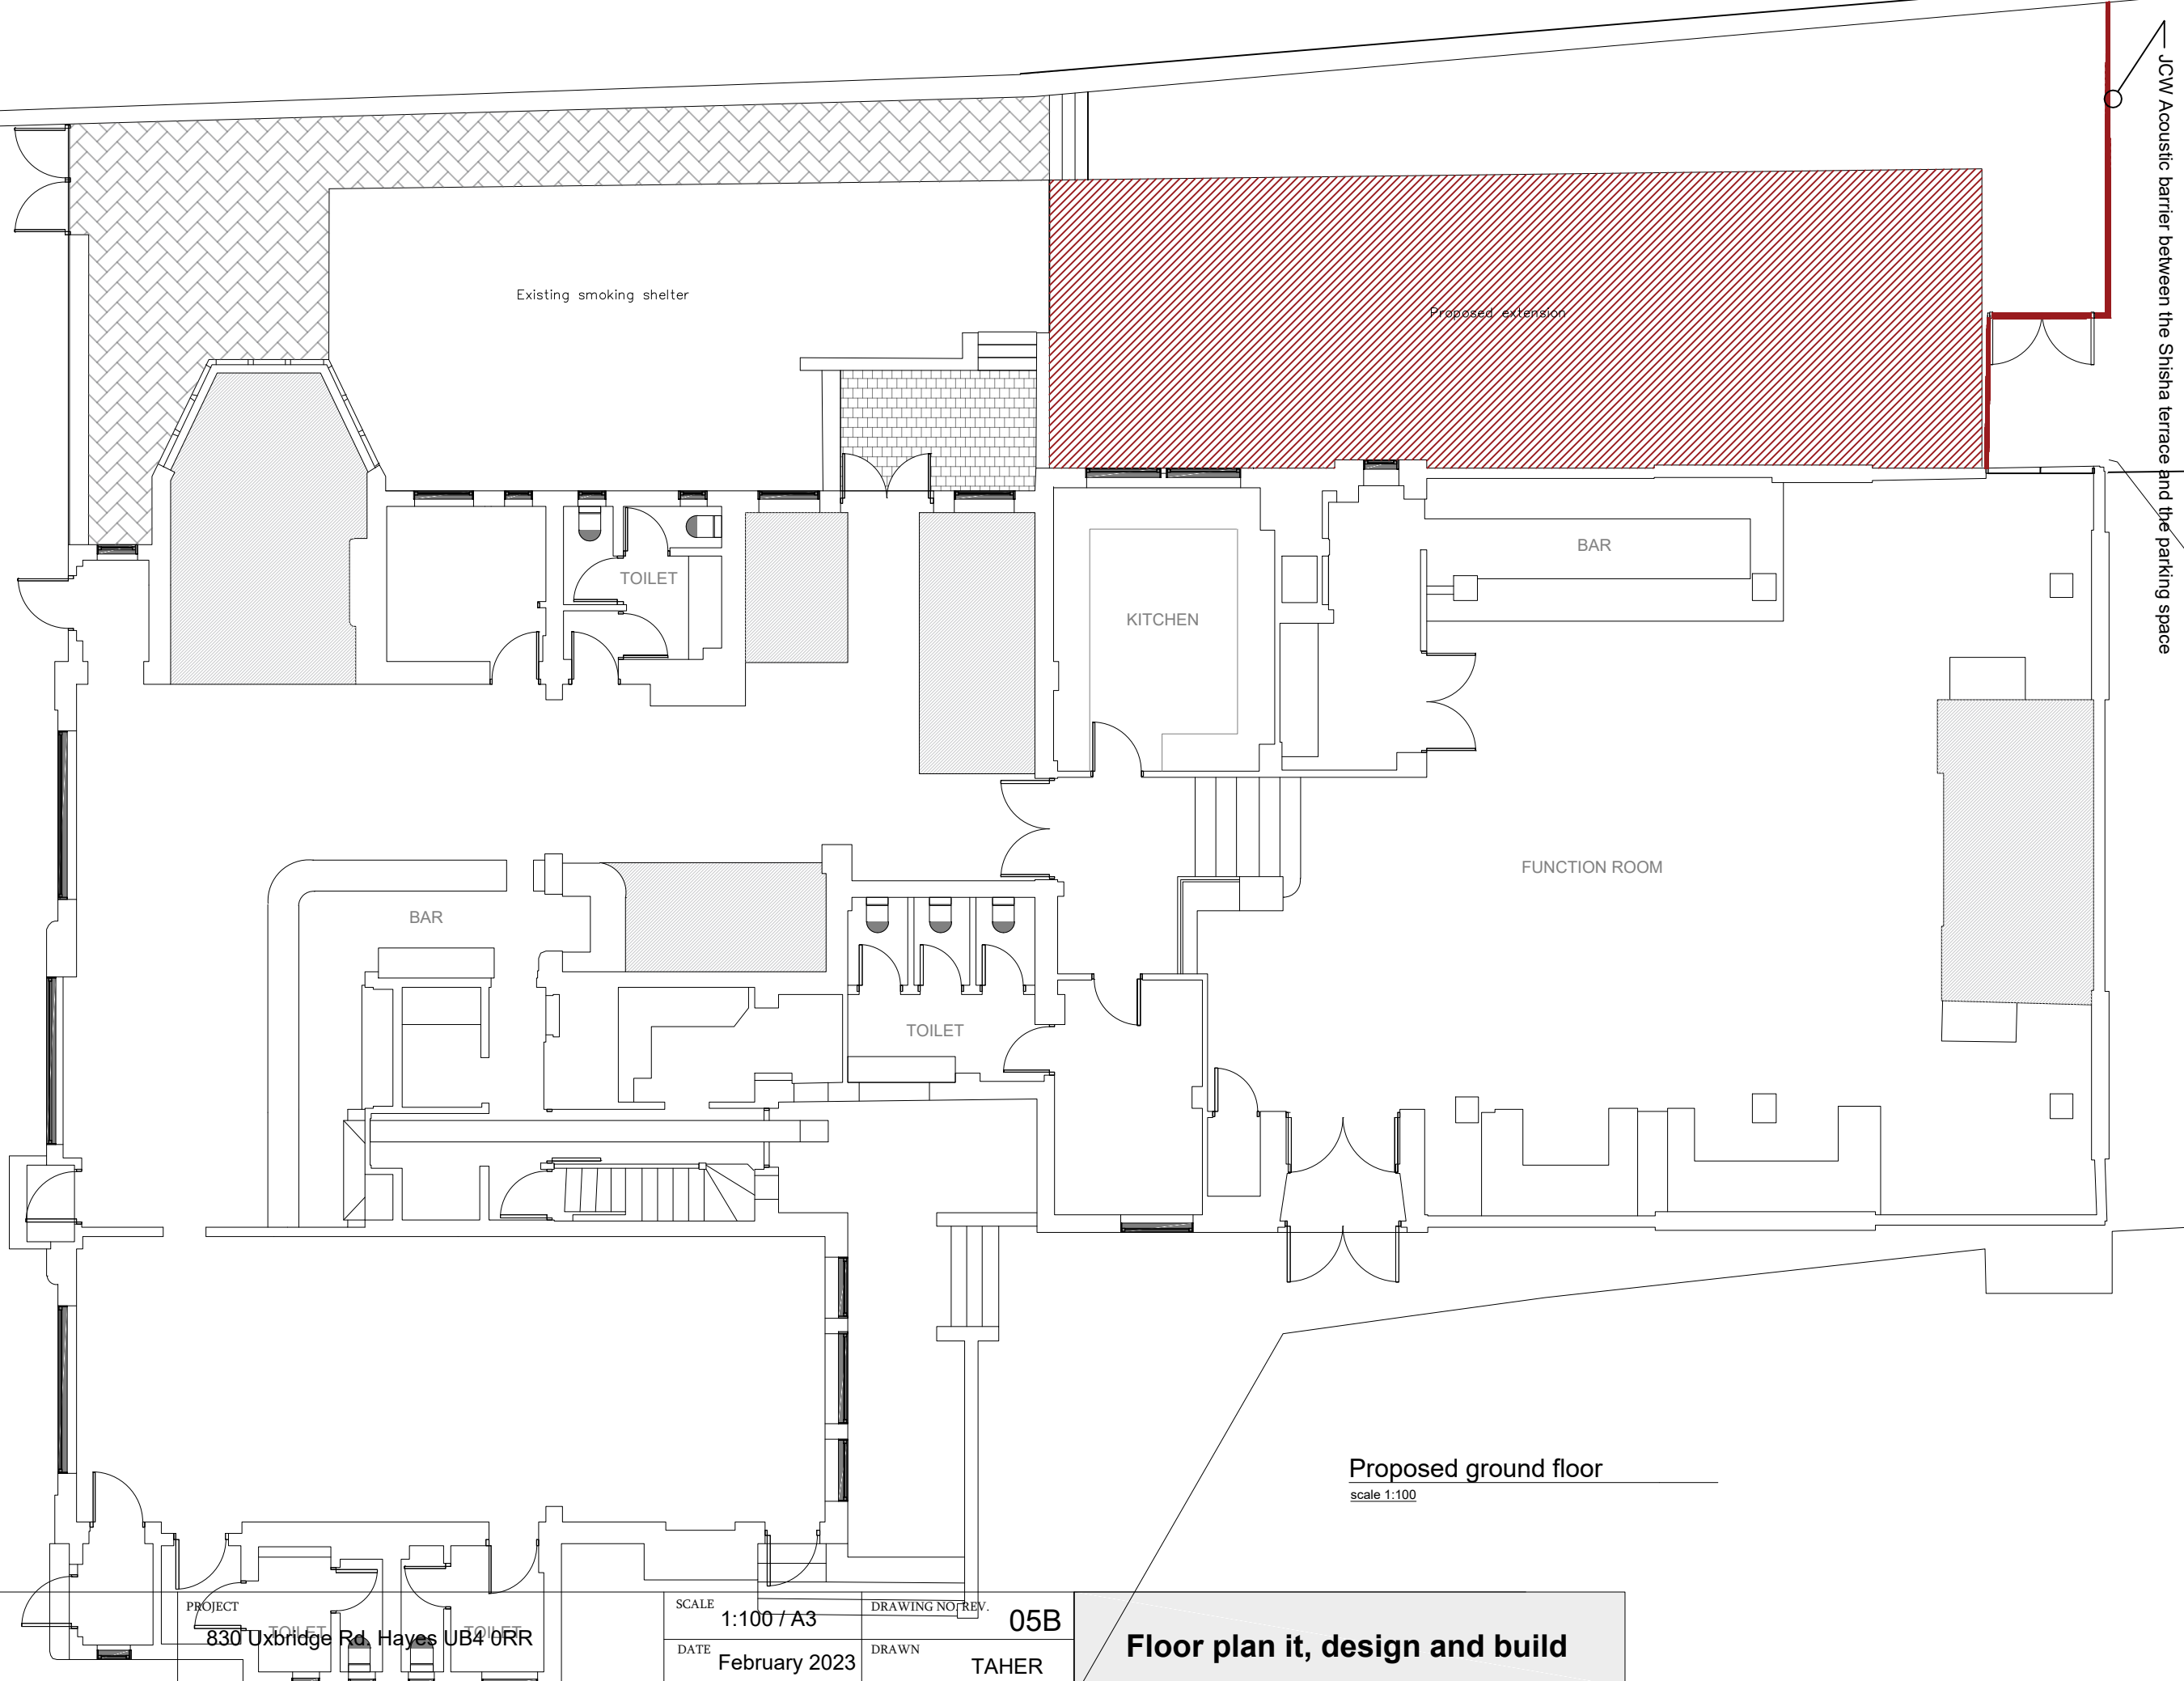 JCW Acoustic barrier between the Shisha terrace and the parking space
Existing smoking shelter
Proposed extension
BAR
TOILET
KITCHEN
FUNCTION ROOM
BAR
TOILET
Proposed ground floor
scale 1:100
PROJECT
830 Uxbridge Rd, Hayes UB4 0RR
TOILET
TOILET
SCALE
1:100 / A3
DRAWING NO/REV.
05B
DATE
February 2023
DRAWN
TAHER
Floor plan it, design and build